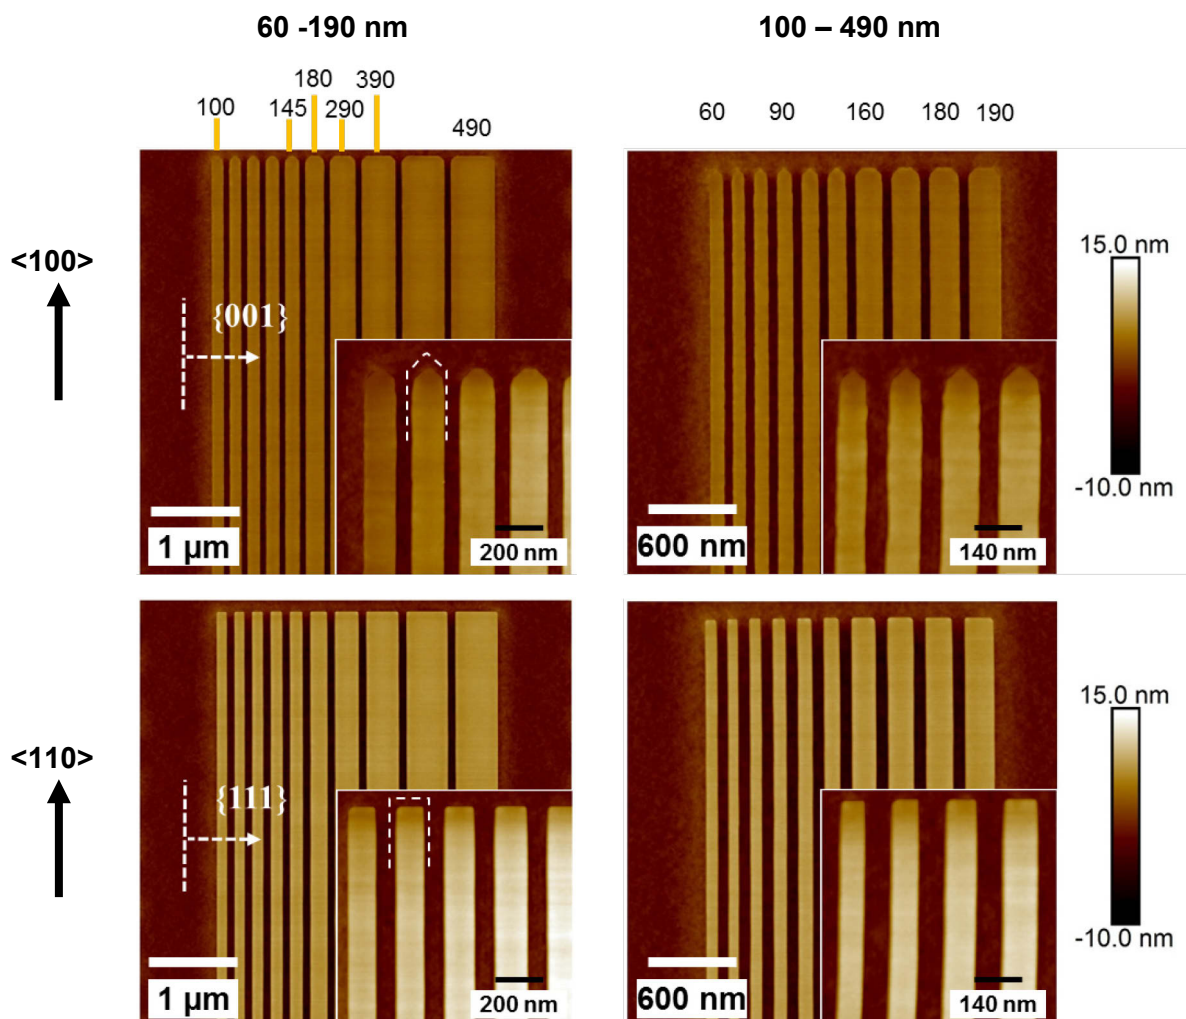 60 -190 nm
100 – 490 nm
180 390
100 145 290
490
60 90 160 180 190
<100>
{001}
15.0 nm
-10.0 nm
1 µm
200 nm
600 nm
140 nm
<110>
{111}
15.0 nm
-10.0 nm
1 µm
200 nm
600 nm
140 nm